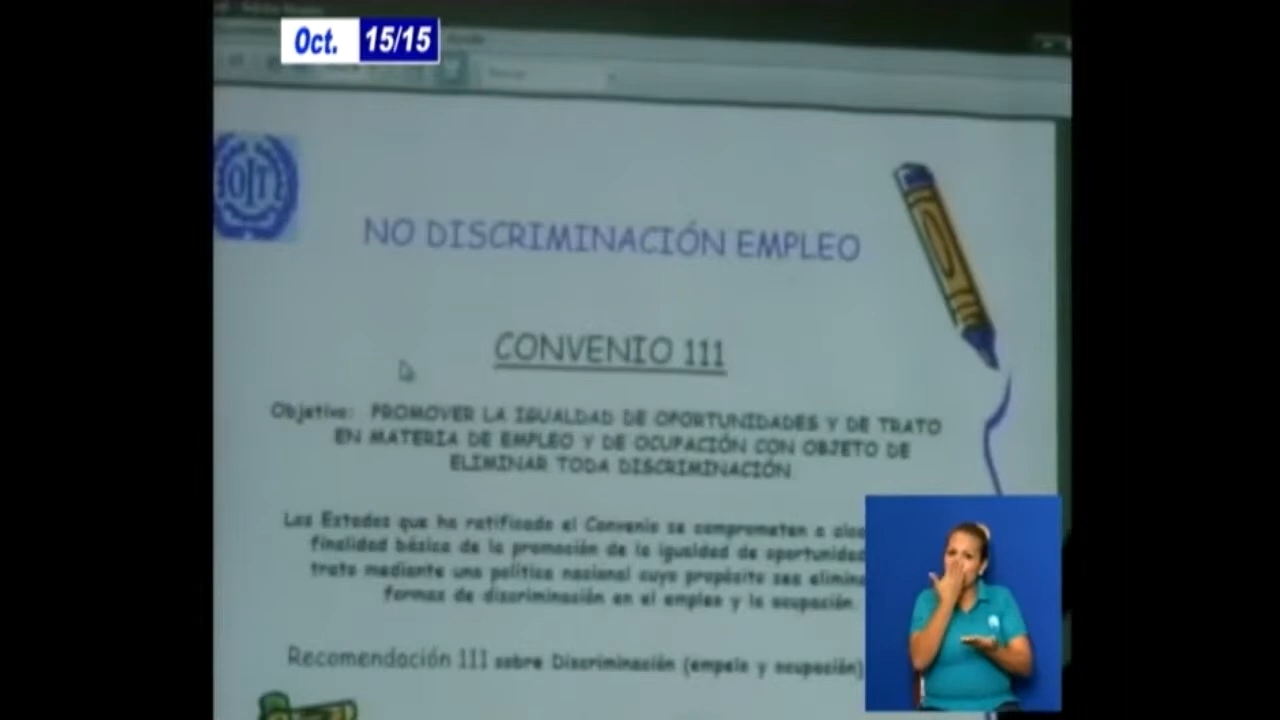 Oct. 15/15
OIT
NO DISCRIMINACIÓN EMPLEO
CONVENIO 111
Objetivo: PROMOVER LA IGUALDAD DE OPORTUNIDADES Y DE TRATO
EN MATERIA DE EMPLEO Y DE OCUPACIÓN CON OBJETO DE
ELIMINAR TODA DISCRIMINACIÓN.
Los Estados que ha ratificado el Convenio se comprometen a
finalidad básica de la promoción de la igualdad de oportunidad
trato mediante una política nacional cuyo propósito sea elimina
formas de discriminación en el empleo y la ocupación.
Recomendación 111 sobre Discriminación (empelo y ocupación)